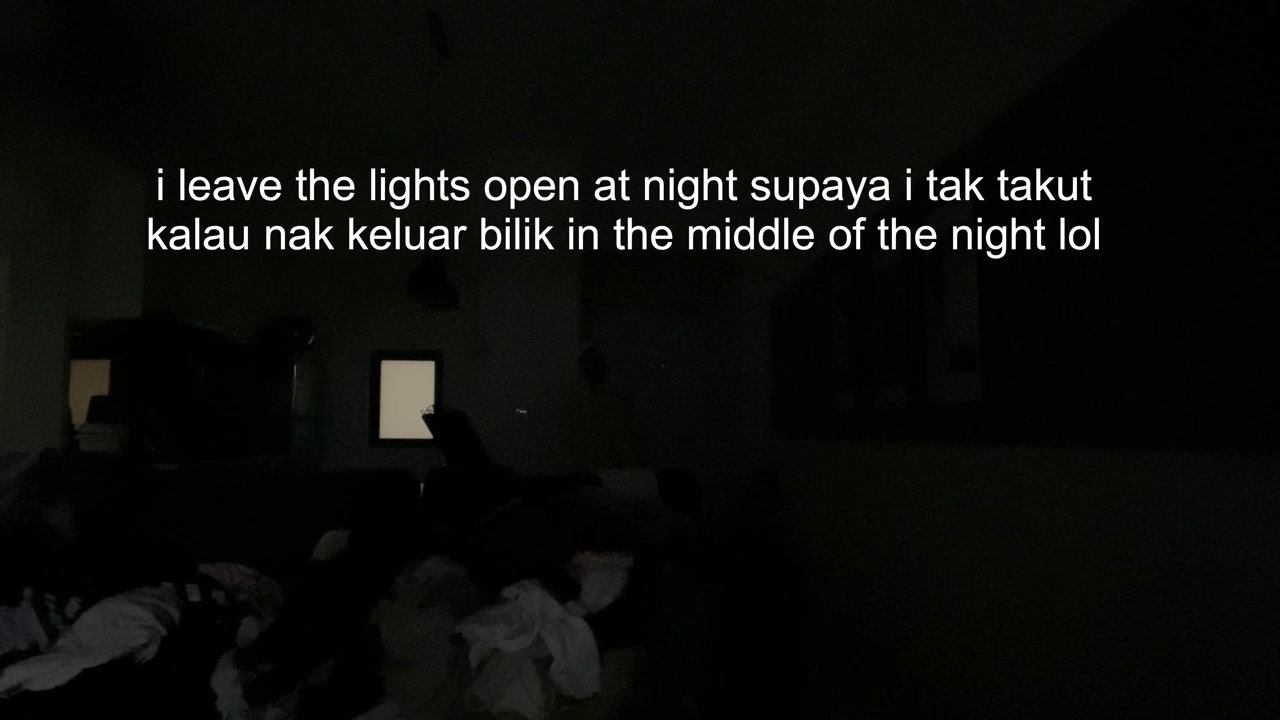 i leave the lights open at night supaya i tak takut
kalau nak keluar bilik in the middle of the night lol